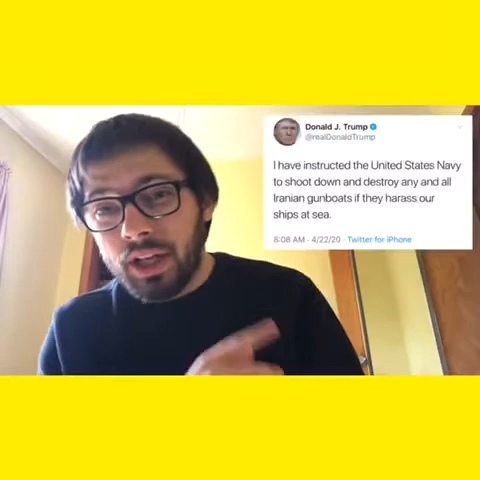 Donald J. Trump
@realDonaldTrump
I have instructed the United States Navy
to shoot down and destroy any and all
Iranian gunboats if they harass our
ships at sea.
8:08 AM · 4/22/20 · Twitter for iPhone